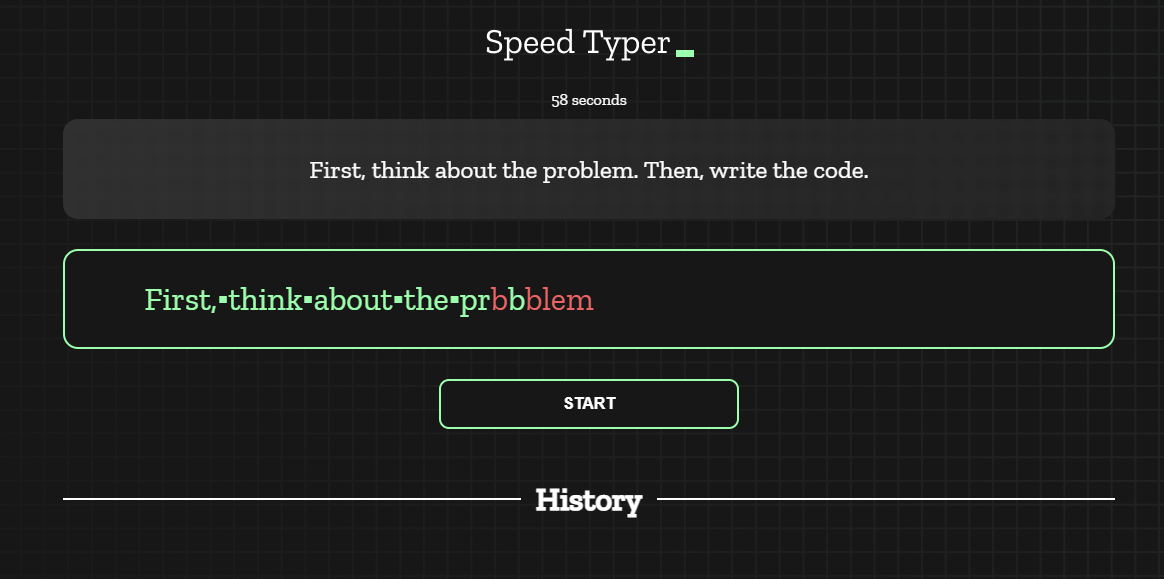 Speed Typer
58 seconds
First, think about the problem. Then, write the code.
First,▪think▪about▪the▪prbbblem
START
History